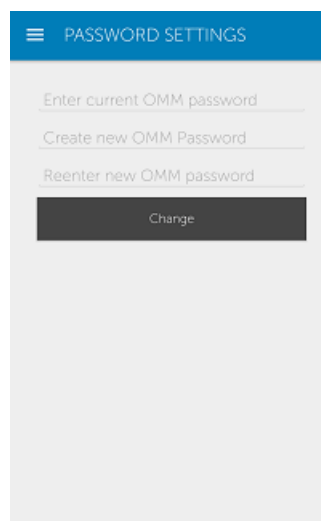 PASSWORD SETTINGS
Enter current OMM password
Create new OMM Password
Reenter new OMM password
Change